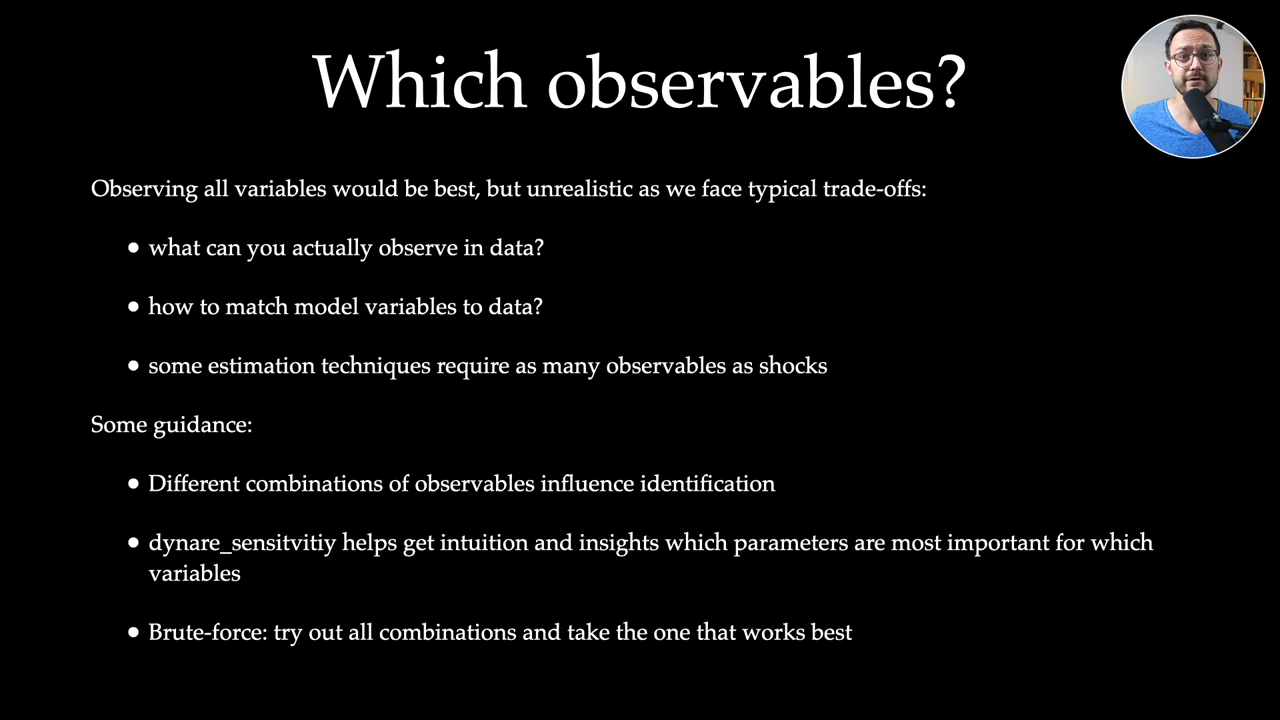 Which observables?
Observing all variables would be best, but unrealistic as we face typical trade-offs:
• what can you actually observe in data?
• how to match model variables to data?
• some estimation techniques require as many observables as shocks
Some guidance:
• Different combinations of observables influence identification
• dynare_sensitvitiy helps get intuition and insights which parameters are most important for which
variables
• Brute-force: try out all combinations and take the one that works best